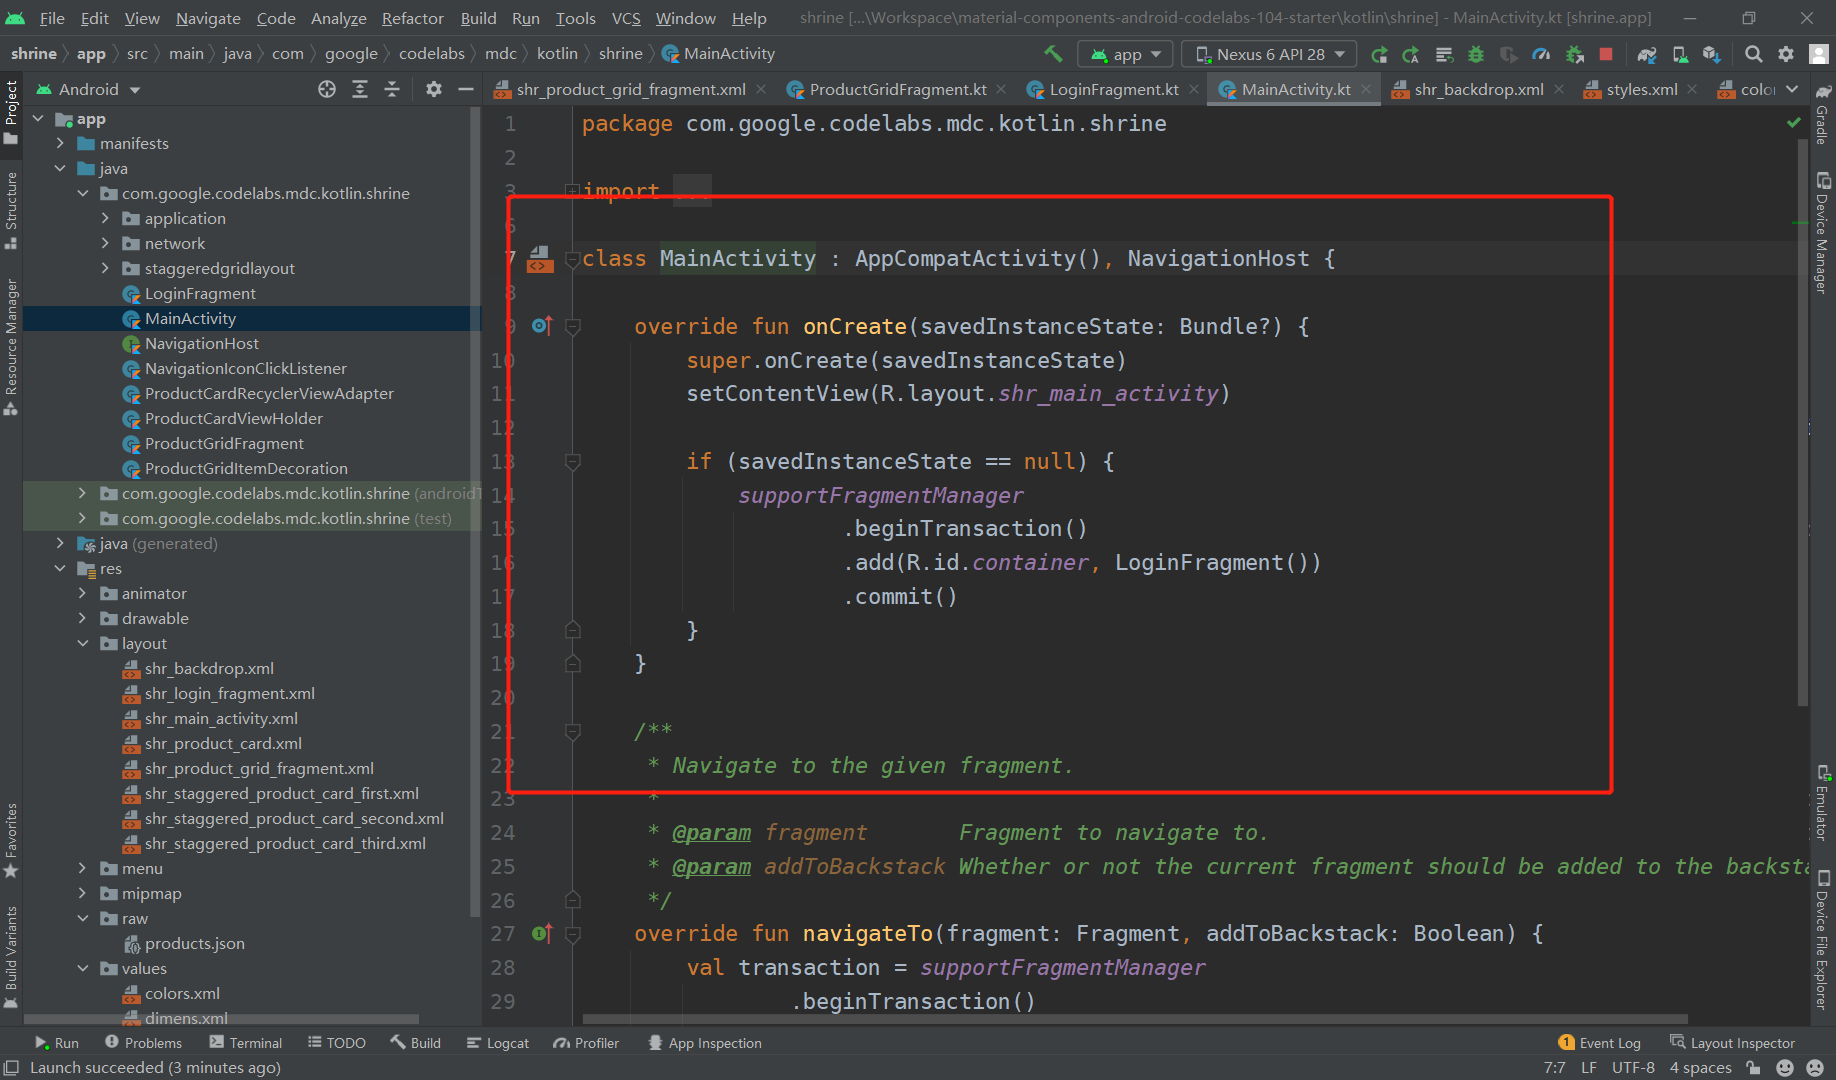 File Edit View Navigate Code Analyze Refactor Build Run Tools VCS Window Help shrine [...\Workspace\material-components-android-codelabs-104-starter\kotlin\shrine] - MainActivity.kt [shrine.app]
shrine app src main java com google codelabs mdc kotlin shrine MainActivity app Nexus 6 API 28
Android
shr_product_grid_fragment.xml ProductGridFragment.kt LoginFragment.kt MainActivity.kt shr_backdrop.xml styles.xml
Project
Structure
Resource Manager
Favorites
Build Variants
app
manifests
java
com.google.codelabs.mdc.kotlin.shrine
application
network
staggeredgridlayout
LoginFragment
MainActivity
NavigationHost
NavigationIconClickListener
ProductCardRecyclerViewAdapter
ProductCardViewHolder
ProductGridFragment
ProductGridItemDecoration
com.google.codelabs.mdc.kotlin.shrine (androidT
com.google.codelabs.mdc.kotlin.shrine (test)
java (generated)
res
animator
drawable
layout
shr_backdrop.xml
shr_login_fragment.xml
shr_main_activity.xml
shr_product_card.xml
shr_product_grid_fragment.xml
shr_staggered_product_card_first.xml
shr_staggered_product_card_second.xml
shr_staggered_product_card_third.xml
menu
mipmap
raw
products.json
values
colors.xml
dimens.xml
1 package com.google.codelabs.mdc.kotlin.shrine
2
3 import ...
6
7 class MainActivity : AppCompatActivity(), NavigationHost {
8
9 override fun onCreate(savedInstanceState: Bundle?) {
10 super.onCreate(savedInstanceState)
11 setContentView(R.layout.shr_main_activity)
12
13 if (savedInstanceState == null) {
14 supportFragmentManager
15 .beginTransaction()
16 .add(R.id.container, LoginFragment())
17 .commit()
18 }
19 }
20
21 /**
22 * Navigate to the given fragment.
23 *
24 * @param fragment Fragment to navigate to.
25 * @param addToBackstack Whether or not the current fragment should be added to the backsta
26 */
27 override fun navigateTo(fragment: Fragment, addToBackstack: Boolean) {
28 val transaction = supportFragmentManager
29 .beginTransaction()
Gradle
Device Manager
Emulator
Device File Explorer
Run Problems Terminal TODO Build Logcat Profiler App Inspection 1 Event Log Layout Inspector
Launch succeeded (3 minutes ago) 7:7 LF UTF-8 4 spaces